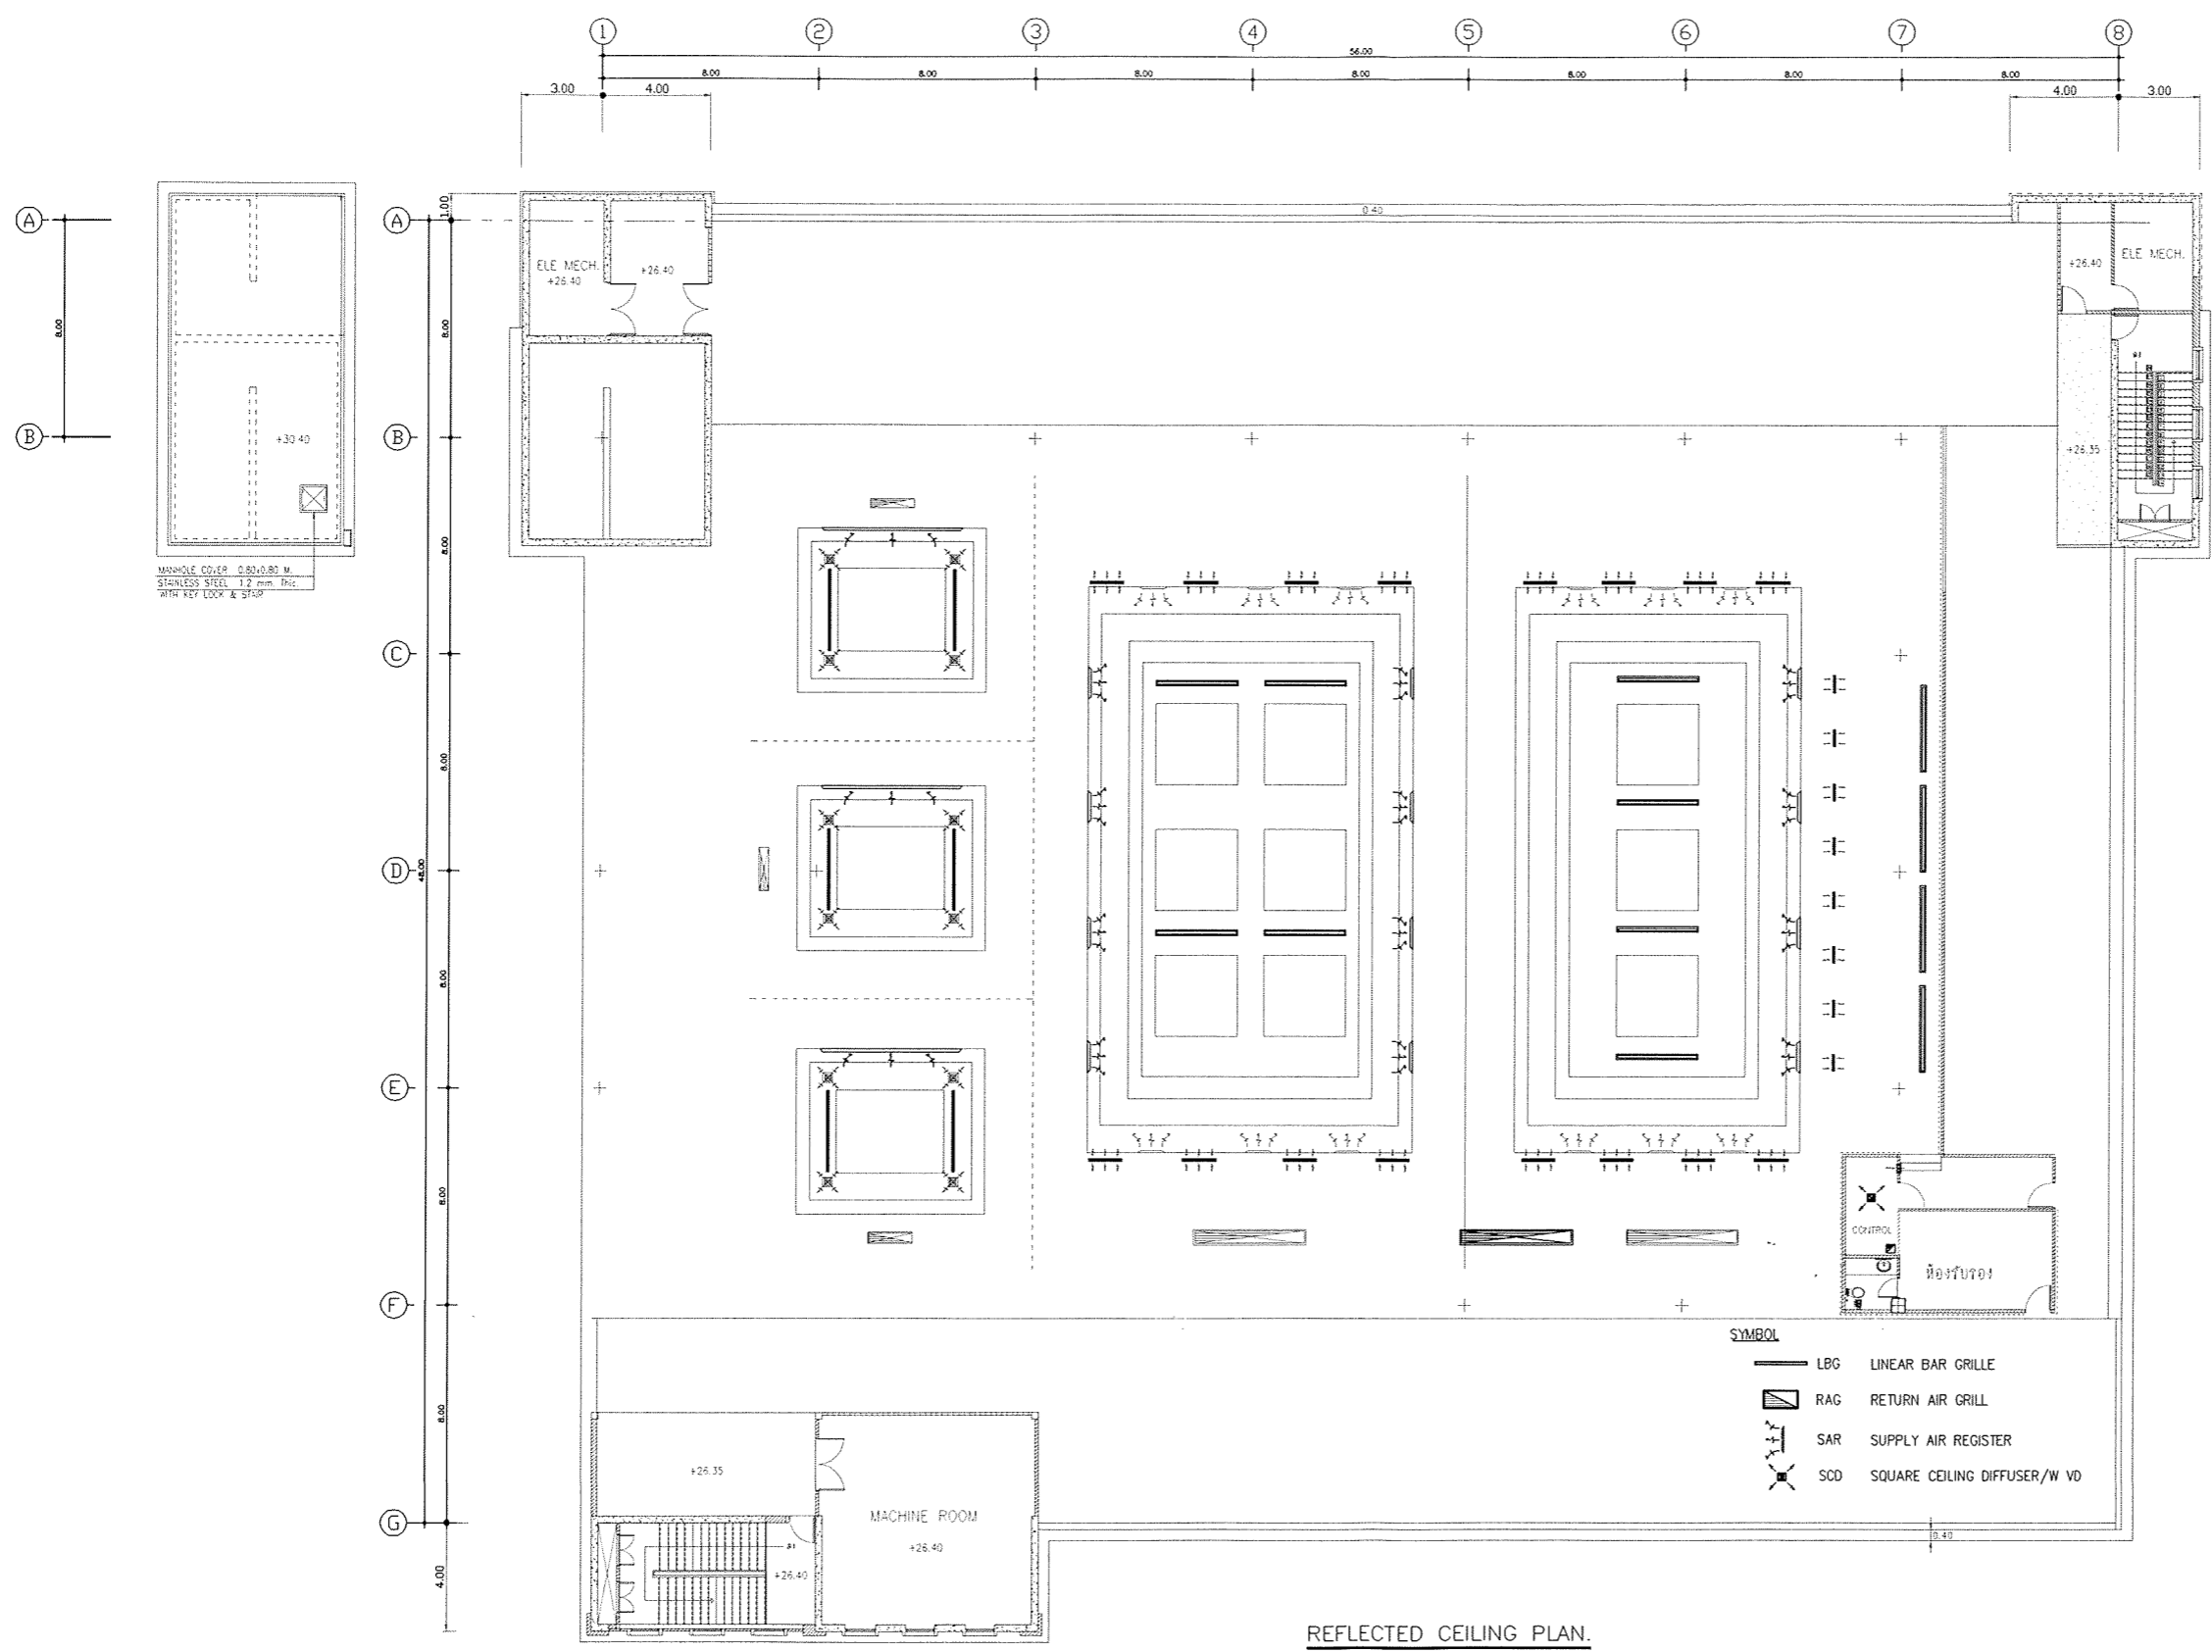 1 2 3 4 5 6 7 8
56.00
8.00 8.00 8.00 8.00 8.00 8.00 8.00
3.00 4.00 4.00 3.00
1.00
A A
0.40
ELE MECH.
+26.40
+26.40
+26.40
ELE MECH.
8.00 8.00
B B
+30.40
+26.35
8.00
MANHOLE COVER 0.80x0.80 M.
STAINLESS STEEL 1.2 mm. Thic.
WITH KEY LOCK & STAIR
C
8.00
D
48.00
8.00
E
8.00
CONTROL
ห้องรับรอง
F
SYMBOL
LBG LINEAR BAR GRILLE
RAG RETURN AIR GRILL
SAR SUPPLY AIR REGISTER
SCD SQUARE CEILING DIFFUSER/W VD
8.00
+26.35
MACHINE ROOM
+26.40
G
0.40
+26.40
4.00
REFLECTED CEILING PLAN.